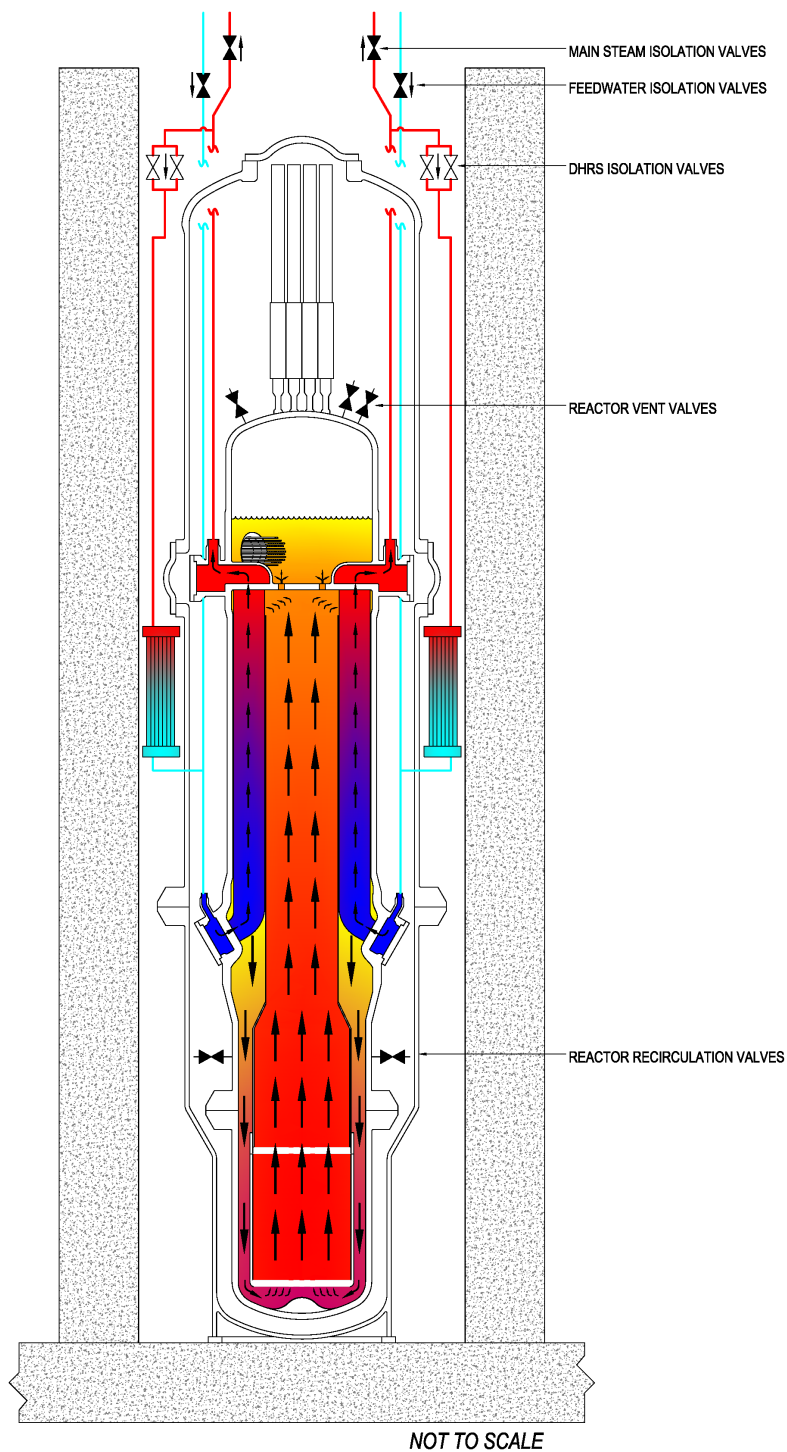 MAIN STEAM ISOLATION VALVES
FEEDWATER ISOLATION VALVES
DHRS ISOLATION VALVES
REACTOR VENT VALVES
REACTOR RECIRCULATION VALVES
NOT TO SCALE